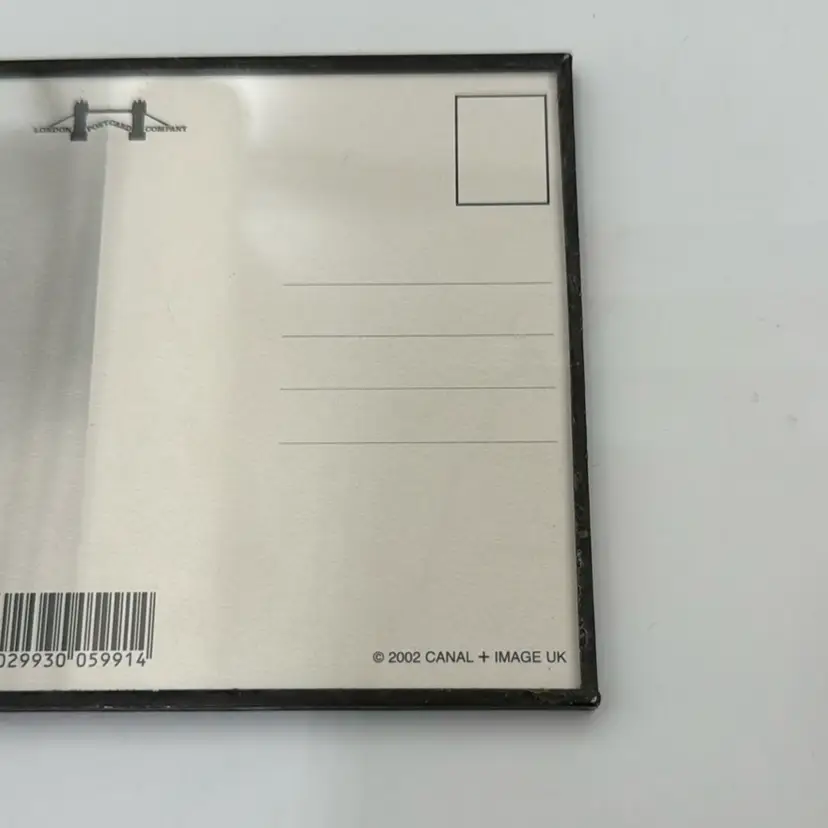 LONDON POSTCARD COMPANY
029930 059914
© 2002 CANAL + IMAGE UK